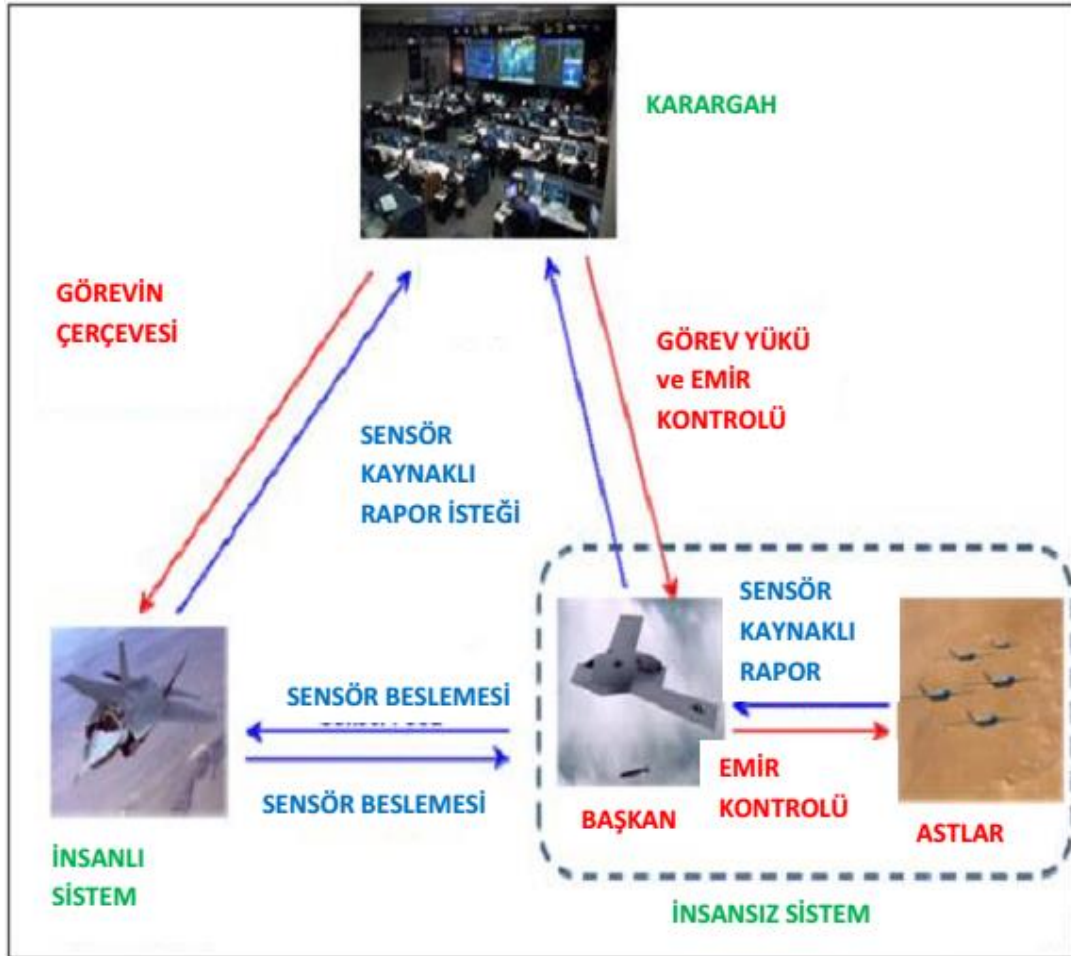 KARARGAH
GÖREVİN
ÇERÇEVESİ
GÖREV YÜKÜ
ve EMİR
KONTROLÜ
SENSÖR
KAYNAKLI
RAPOR İSTEĞİ
SENSÖR
KAYNAKLI
RAPOR
SENSÖR BESLEMESİ
SENSÖR BESLEMESİ
EMİR
KONTROLÜ
BAŞKAN
ASTLAR
İNSANLI
SİSTEM
İNSANSIZ SİSTEM